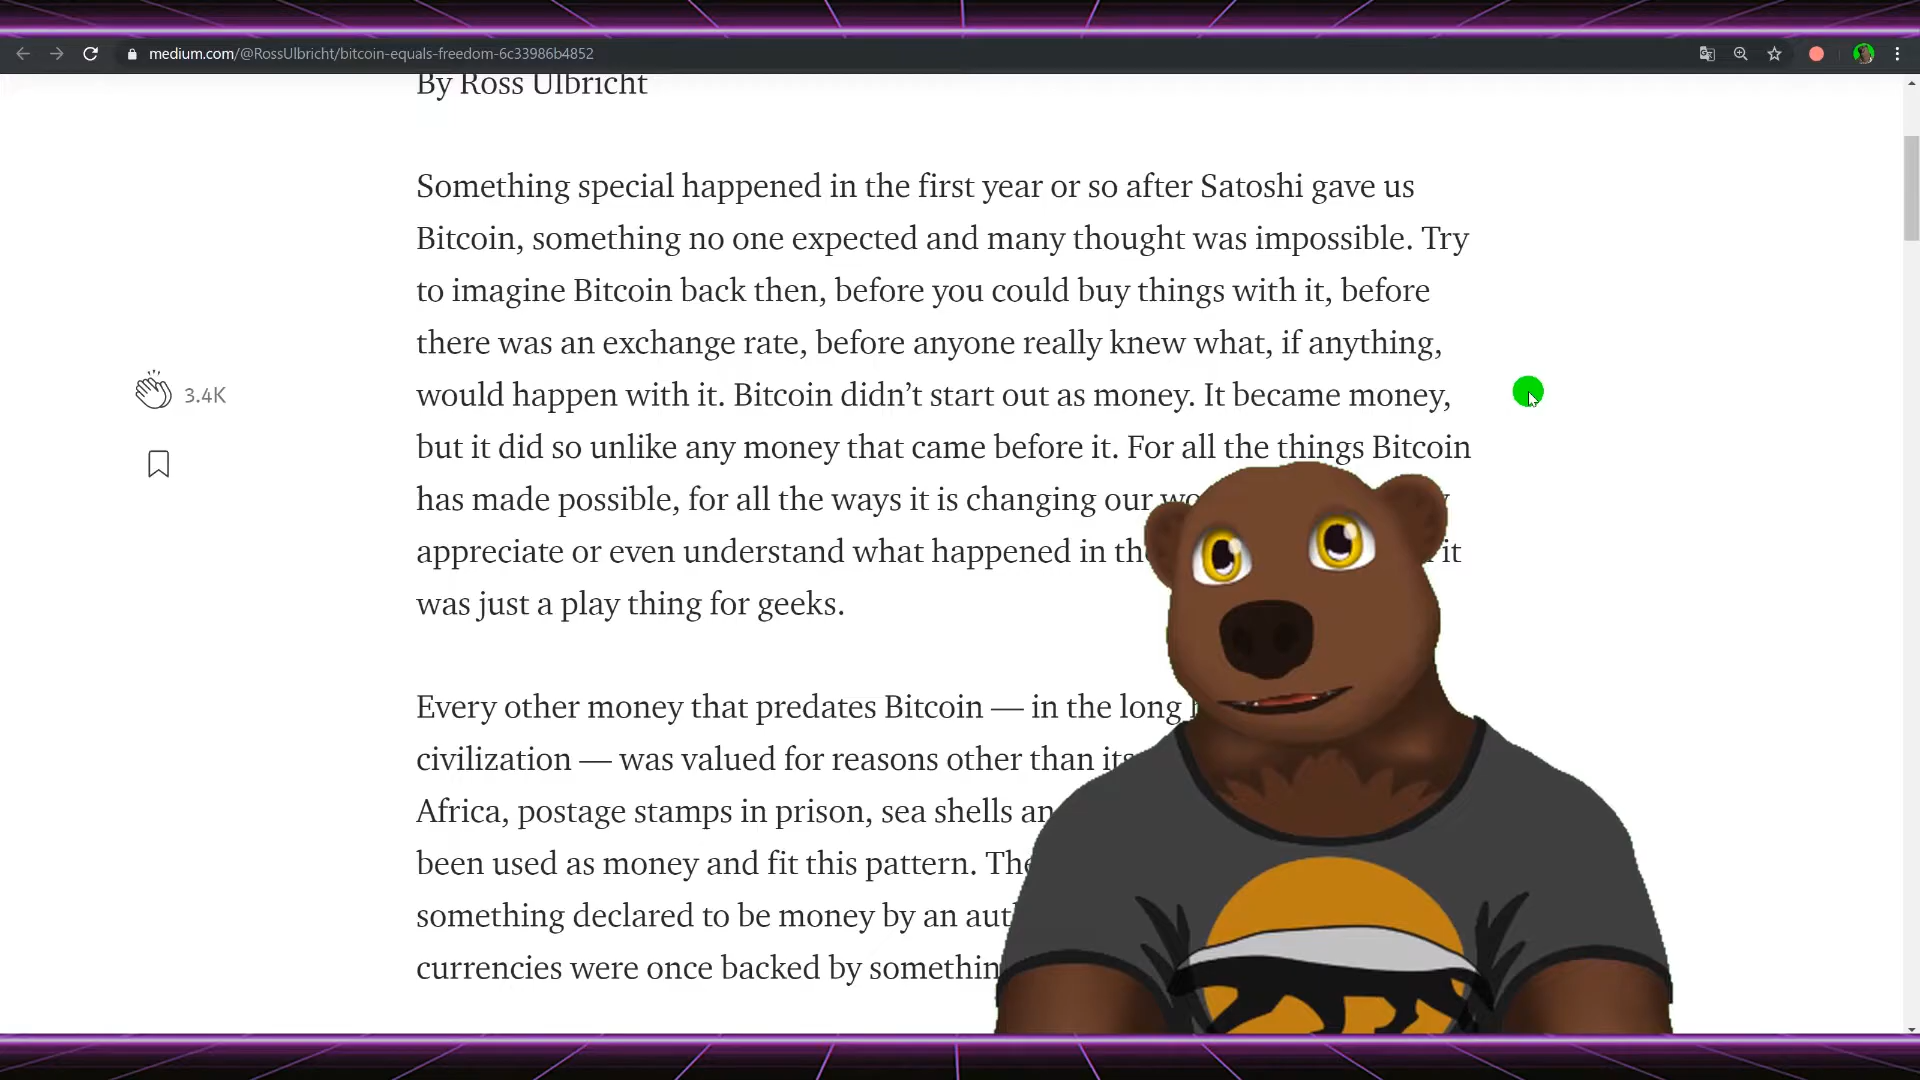 medium.com/@RossUlbricht/bitcoin-equals-freedom-6c33986b4852
By Ross Ulbricht
Something special happened in the first year or so after Satoshi gave us
Bitcoin, something no one expected and many thought was impossible. Try
to imagine Bitcoin back then, before you could buy things with it, before
there was an exchange rate, before anyone really knew what, if anything,
3.4K
would happen with it. Bitcoin didn’t start out as money. It became money,
but it did so unlike any money that came before it. For all the things Bitcoin
has made possible, for all the ways it is changing our
appreciate or even understand what happened in it
was just a play thing for geeks.
Every other money that predates Bitcoin — in the long
civilization — was valued for reasons other than its
Africa, postage stamps in prison, sea shells
been used as money and fit this pattern.
something declared to be money by an
currencies were once backed by